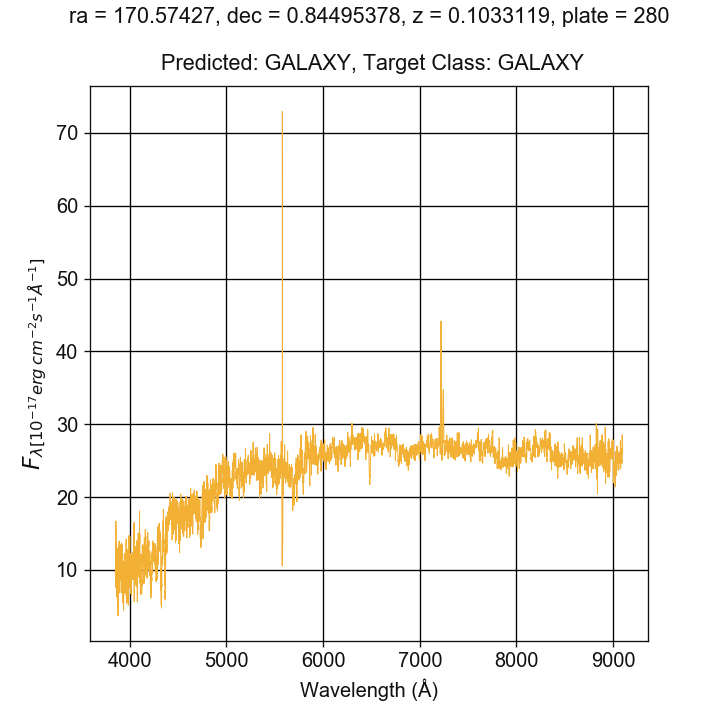 ra = 170.57427, dec = 0.84495378, z = 0.1033119, plate = 280
Predicted: GALAXY, Target Class: GALAXY
70
60
50
40
30
20
10
F_{λ[10^{-17} erg cm^{-2}s^{-1}Å^{-1}]}
4000 5000 6000 7000 8000 9000
Wavelength (Å)